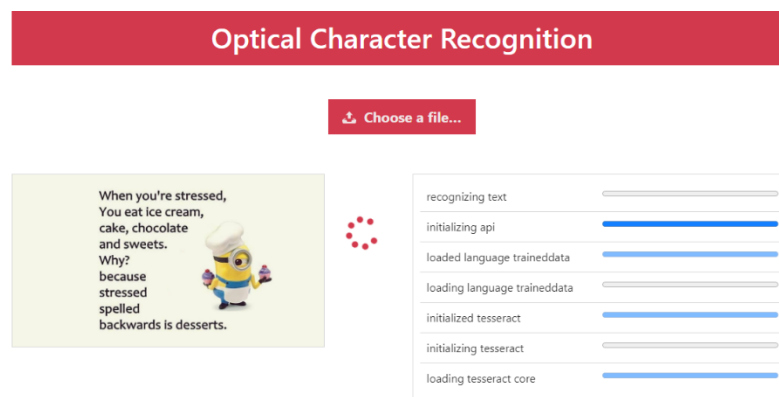 Optical Character Recognition
Choose a file...
When you're stressed,
You eat ice cream,
cake, chocolate
and sweets.
Why?
because
stressed
spelled
backwards is desserts.
recognizing text
initializing api
loaded language traineddata
loading language traineddata
initialized tesseract
initializing tesseract
loading tesseract core